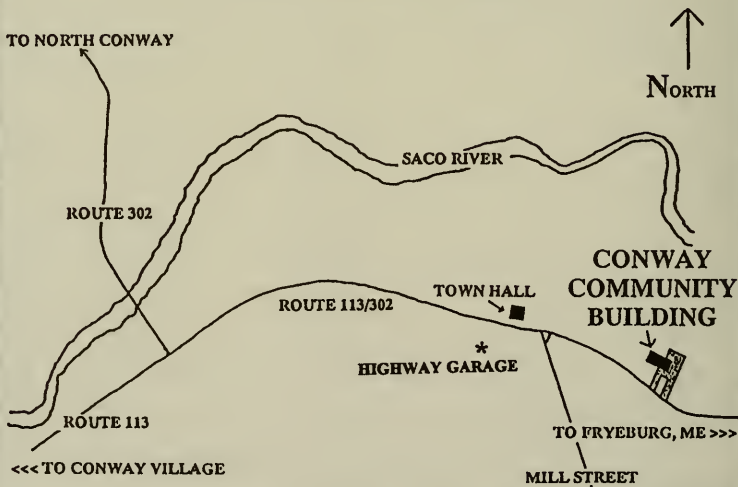 TO NORTH CONWAY
NORTH
SACO RIVER
ROUTE 302
CONWAY
COMMUNITY
BUILDING
TOWN HALL
ROUTE 113/302
*
HIGHWAY GARAGE
ROUTE 113
TO FRYEBURG, ME >>>
<<< TO CONWAY VILLAGE
MILL STREET